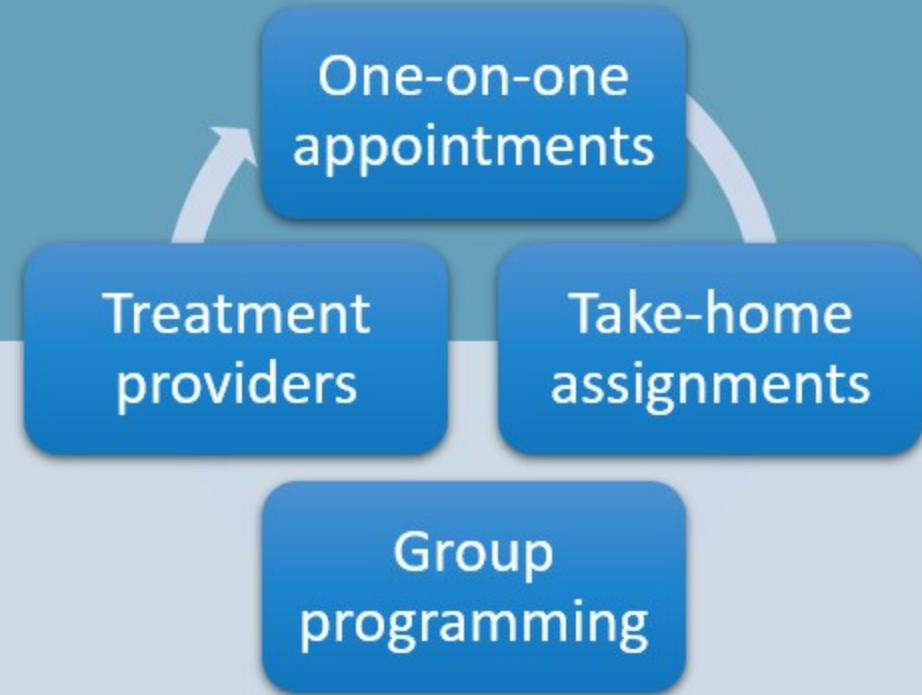 One-on-one
appointments
Treatment
providers
Take-home
assignments
Group
programming